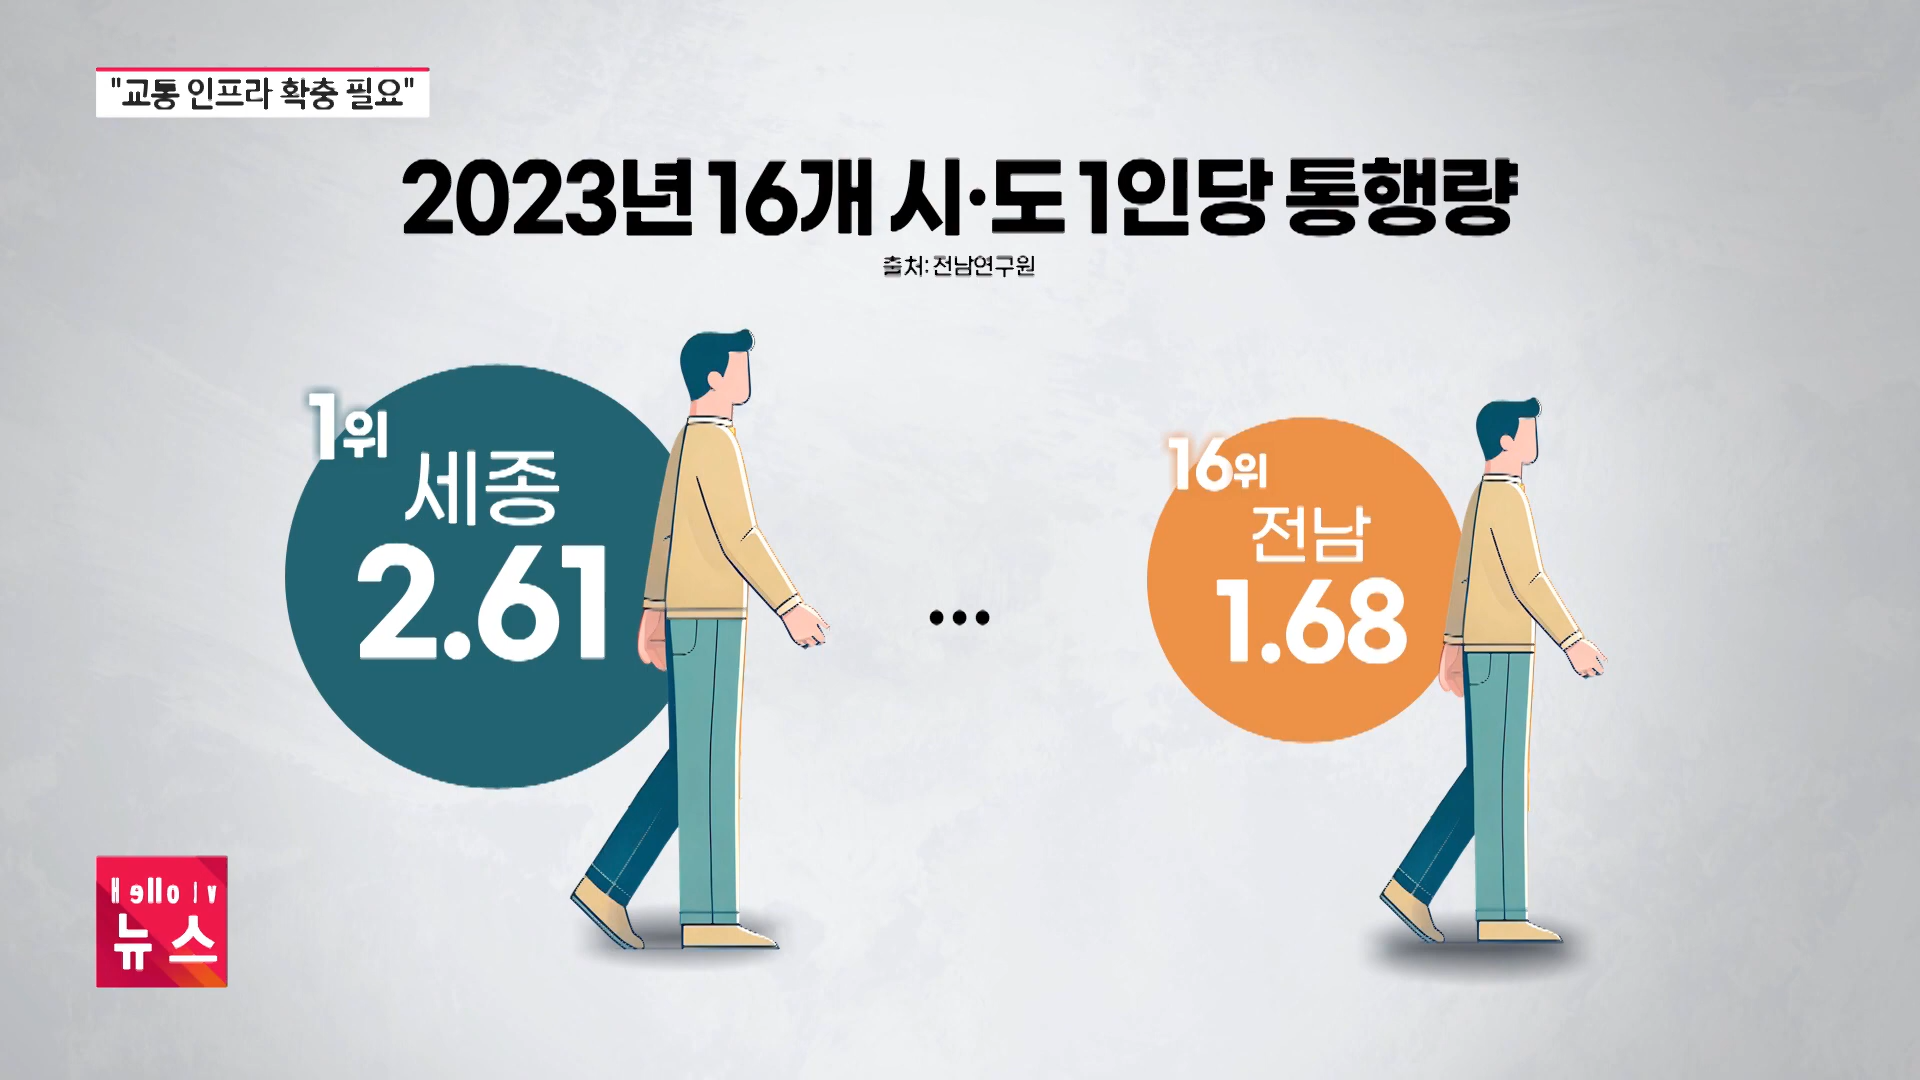 "교통 인프라 확충 필요"
2023년 16개 시·도 1인당 통행량
출처: 전남연구원
1위
세종
2.61
...
16위
전남
1.68
Hello tv
뉴스